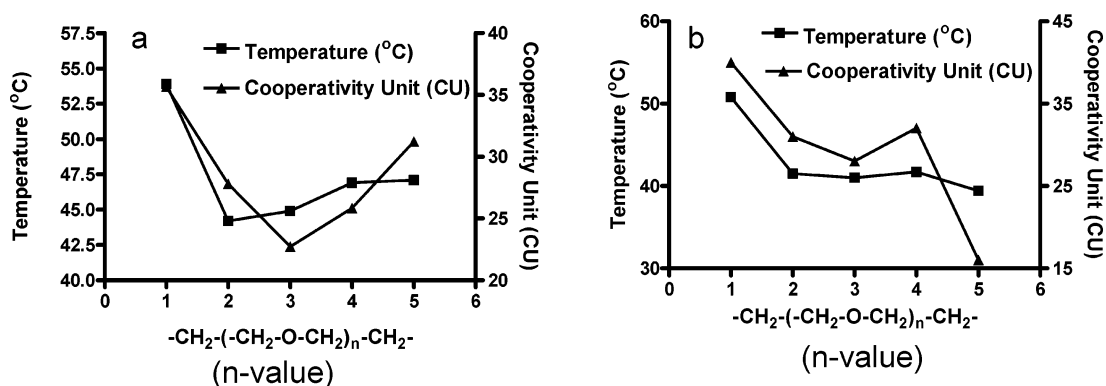 a
Temperature (°C)
Cooperativity Unit (CU)
57.5
55.0
52.5
50.0
47.5
45.0
42.5
40.0
Temperature (°C)
40
35
30
25
20
Cooperativity Unit (CU)
0 1 2 3 4 5 6
-CH2-(-CH2-O-CH2)n-CH2-
(n-value)
b
Temperature (°C)
Cooperativity Unit (CU)
60
50
40
30
Temperature (°C)
45
35
25
15
Cooperativity Unit (CU)
0 1 2 3 4 5 6
-CH2-(-CH2-O-CH2)n-CH2-
(n-value)